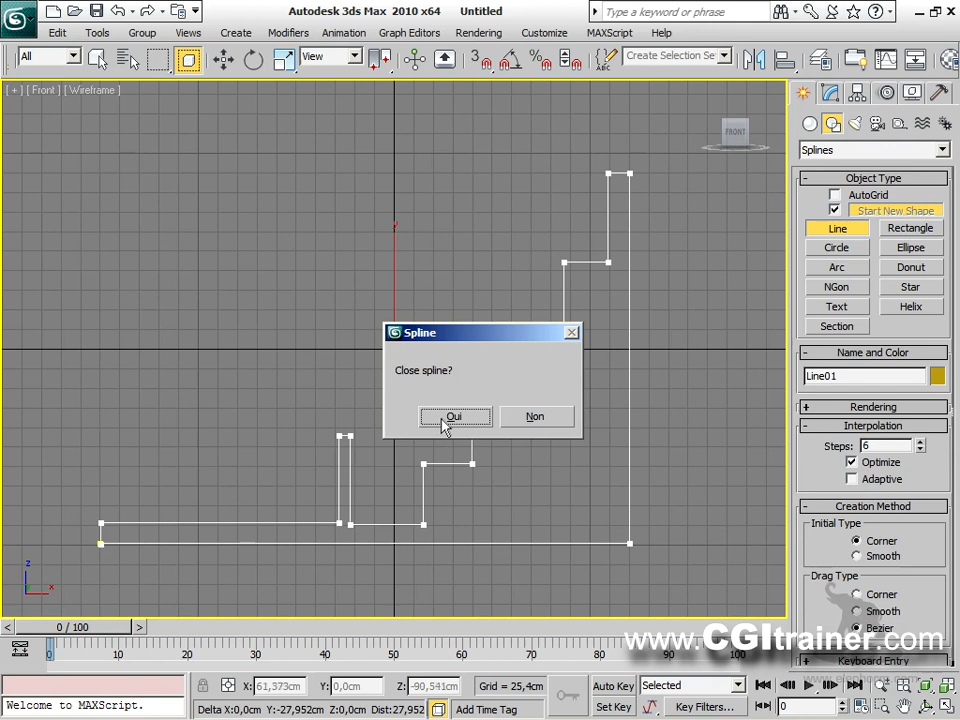 Autodesk 3ds Max 2010 x64 Untitled
Type a keyword or phrase
Edit Tools Group Views Create Modifiers Animation Graph Editors Rendering Customize MAXScript Help
All
View
3
Create Selection Se
[ + ] [ Front ] [ Wireframe ]
FRONT
Splines
- Object Type
AutoGrid
Start New Shape
Line Rectangle
Circle Ellipse
Arc Donut
NGon Star
Text Helix
Section
- Name and Color
Line01
+ Rendering
- Interpolation
Steps: 6
Optimize
Adaptive
- Creation Method
Initial Type
Corner
Smooth
Drag Type
Corner
Smooth
Bezier
+ Keyboard Entry
Spline
Close spline?
Oui Non
z
x
< 0 / 100 >
0 10 20 30 40 50 60 70 80 90 100
www.CGItrainer.com
X: 61,373cm Y: 0,0cm Z: -90,541cm Grid = 25,4cm
Auto Key Selected
Welcome to MAXScript.
Delta X:0,0cm Y:-27,952cm Z:0,0cm Dist:27,952
Add Time Tag
Set Key Key Filters... 0